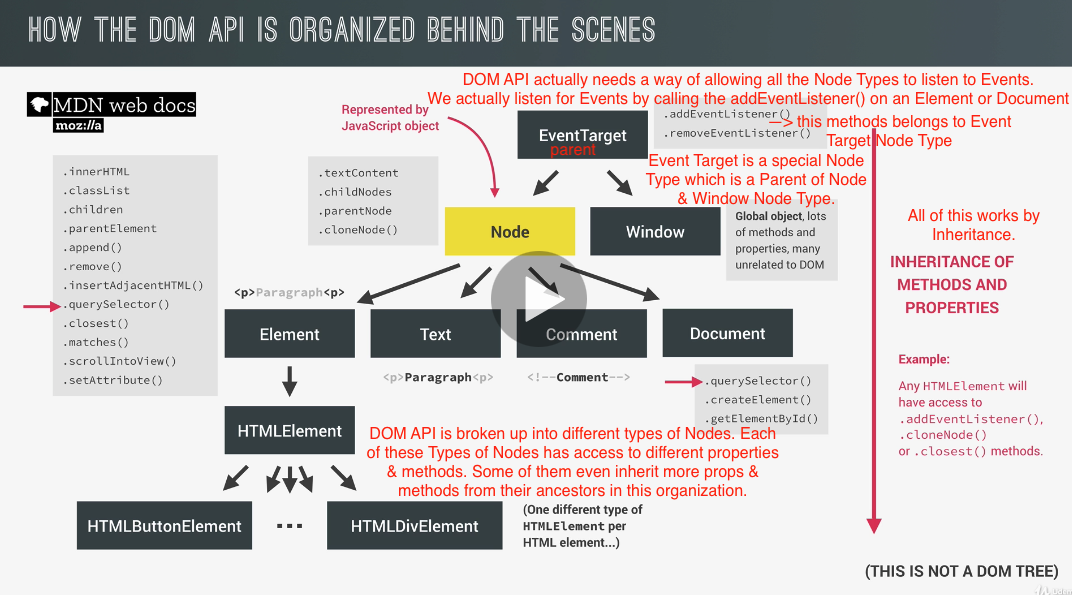 HOW THE DOM API IS ORGANIZED BEHIND THE SCENES
DOM API actually needs a way of allowing all the Node Types to listen to Events.
We actually listen for Events by calling the addEventListener() on an Element or Document
—> this methods belongs to Event
Target Node Type
MDN web docs
moz://a
Represented by
JavaScript object
EventTarget
parent
.addEventListener()
.removeEventListener()
Event Target is a special Node
Type which is a Parent of Node
& Window Node Type.
.innerHTML
.classList
.children
.parentElement
.append()
.remove()
.insertAdjacentHTML()
.querySelector()
.closest()
.matches()
.scrollIntoView()
.setAttribute()
.textContent
.childNodes
.parentNode
.cloneNode()
Node
Window
Global object, lots
of methods and
properties, many
unrelated to DOM
All of this works by
Inheritance.
INHERITANCE OF
METHODS AND
PROPERTIES
<p>Paragraph<p>
Element
Text
Comment
Document
<p>Paragraph<p>
<!--Comment-->
.querySelector()
.createElement()
.getElementById()
Example:
Any HTMLElement will
have access to
.addEventListener(),
.cloneNode()
or .closest() methods.
HTMLElement
DOM API is broken up into different types of Nodes. Each
of these Types of Nodes has access to different properties
& methods. Some of them even inherit more props &
methods from their ancestors in this organization.
HTMLButtonElement
...
HTMLDivElement
(One different type of
HTMLElement per
HTML element...)
(THIS IS NOT A DOM TREE)
Udemy